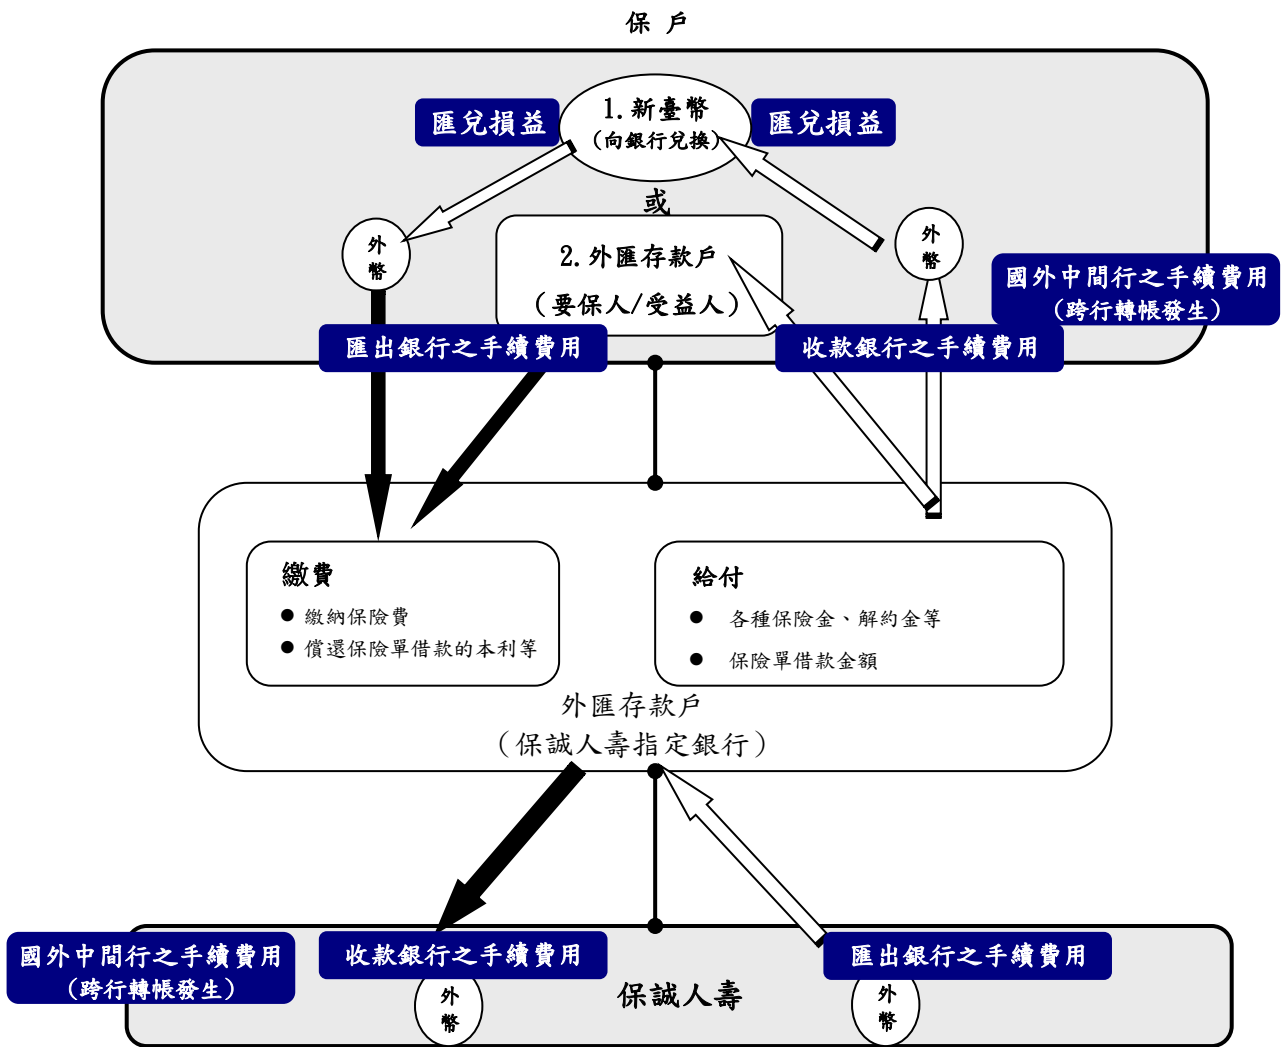 保 戶
匯兌損益
1.新臺幣
(向銀行兌換)
匯兌損益
或
外
幣
2.外匯存款戶
(要保人/受益人)
外
幣
國外中間行之手續費用
(跨行轉帳發生)
匯出銀行之手續費用
收款銀行之手續費用
繳費
● 繳納保險費
● 償還保險單借款的本利等
給付
● 各種保險金、解約金等
● 保險單借款金額
外匯存款戶
（保誠人壽指定銀行）
國外中間行之手續費用
(跨行轉帳發生)
收款銀行之手續費用
外
幣
保誠人壽
匯出銀行之手續費用
外
幣